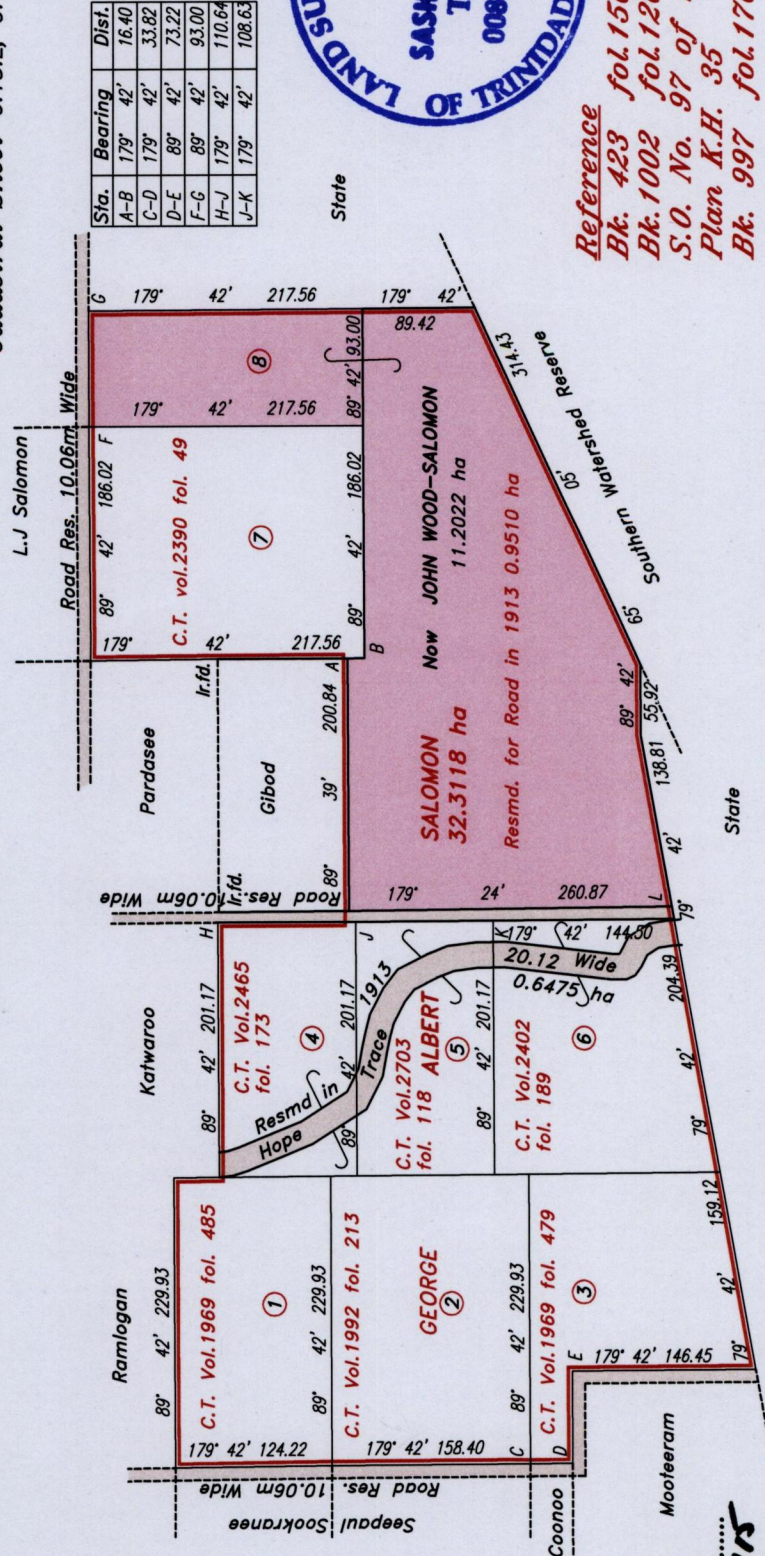 L.J Salomon
Road Res. 10.06m Wide
Sta. Bearing Dist.
A-B 179° 42' 16.40
C-D 179° 42' 33.82
D-E 89° 42' 73.22
F-G 89° 42' 93.00
H-J 179° 42' 110.64
J-K 179° 42' 108.63
LAND
OF TRINIDAD
SASK
008
Reference
Bk. 423 fol. 150
Bk. 1002 fol. 12
S.O. No. 97 of
Plan K.H. 35
Bk. 997 fol. 170
State
Ramlogan
Katwaroo
Pardasee
Gibod
Ir.fd.
Ir.fd.
Road Res. 10.06m Wide
89° 42' 229.93
C.T. Vol.1969 fol. 485
1
89° 42' 229.93
C.T. Vol.1992 fol. 213
GEORGE
2
89° 42' 229.93
C.T. Vol.1969 fol. 479
3
179° 42' 124.22
179° 42' 158.40
C
D
E
179° 42' 146.45
Road Res. 10.06m Wide
Seepaul Sookranee
Coonoo
Mooteeram
89° 42' 201.17
H
C.T. Vol.2465
fol. 173
4
Resmd in 1913
Hope Trace
89° 42' 201.17
J
C.T. Vol.2703
fol. 118 ALBERT
5
89° 42' 201.17
K
C.T. Vol.2402
fol. 189
6
179° 42' 144.50
20.12 Wide
0.6475 ha
79° 42' 159.12
79° 42' 204.39
79° 42' 138.81
L
179° 24' 260.87
89° 39' 200.84
A
B
179° 42' 217.56
89° 42' 186.02 F
C.T. vol.2390 fol. 49
7
89° 42' 186.02
179° 42' 217.56
8
89° 42' 93.00
G 179° 42' 217.56
179° 42'
89.42
SALOMON Now JOHN WOOD-SALOMON
32.3118 ha 11.2022 ha
Resmd. for Road in 1913 0.9510 ha
89° 42'
55.92
65° 05' 314.43
Southern Watershed Reserve
State
15